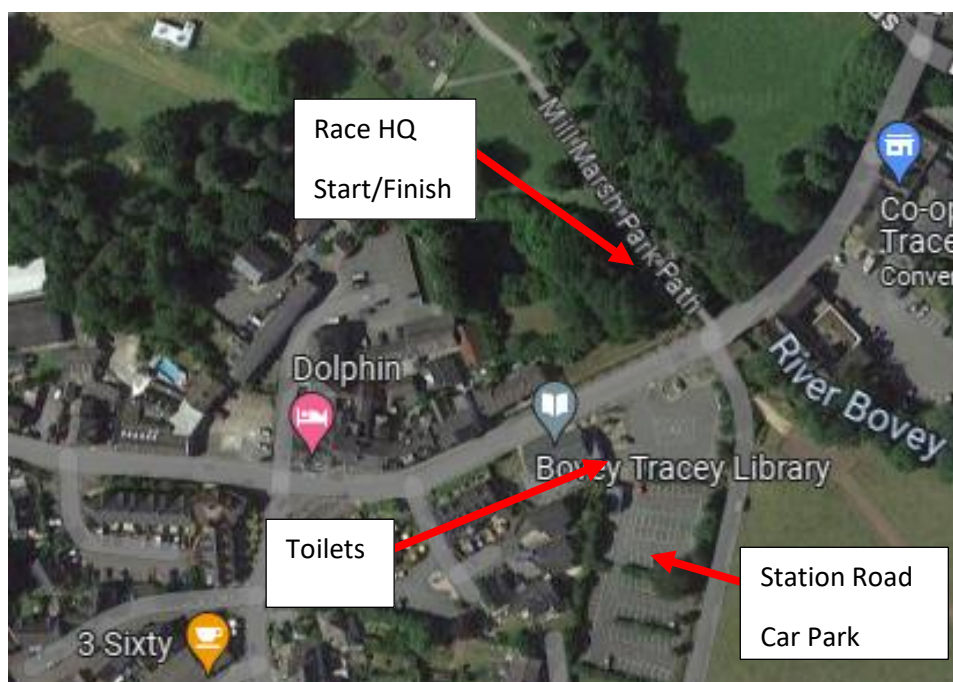 Race HQ
Start/Finish
Mill Marsh Park Path
Co-op
Trace
Conver
River Bovey
Dolphin
Bovey Tracey Library
Toilets
Station Road
Car Park
3 Sixty